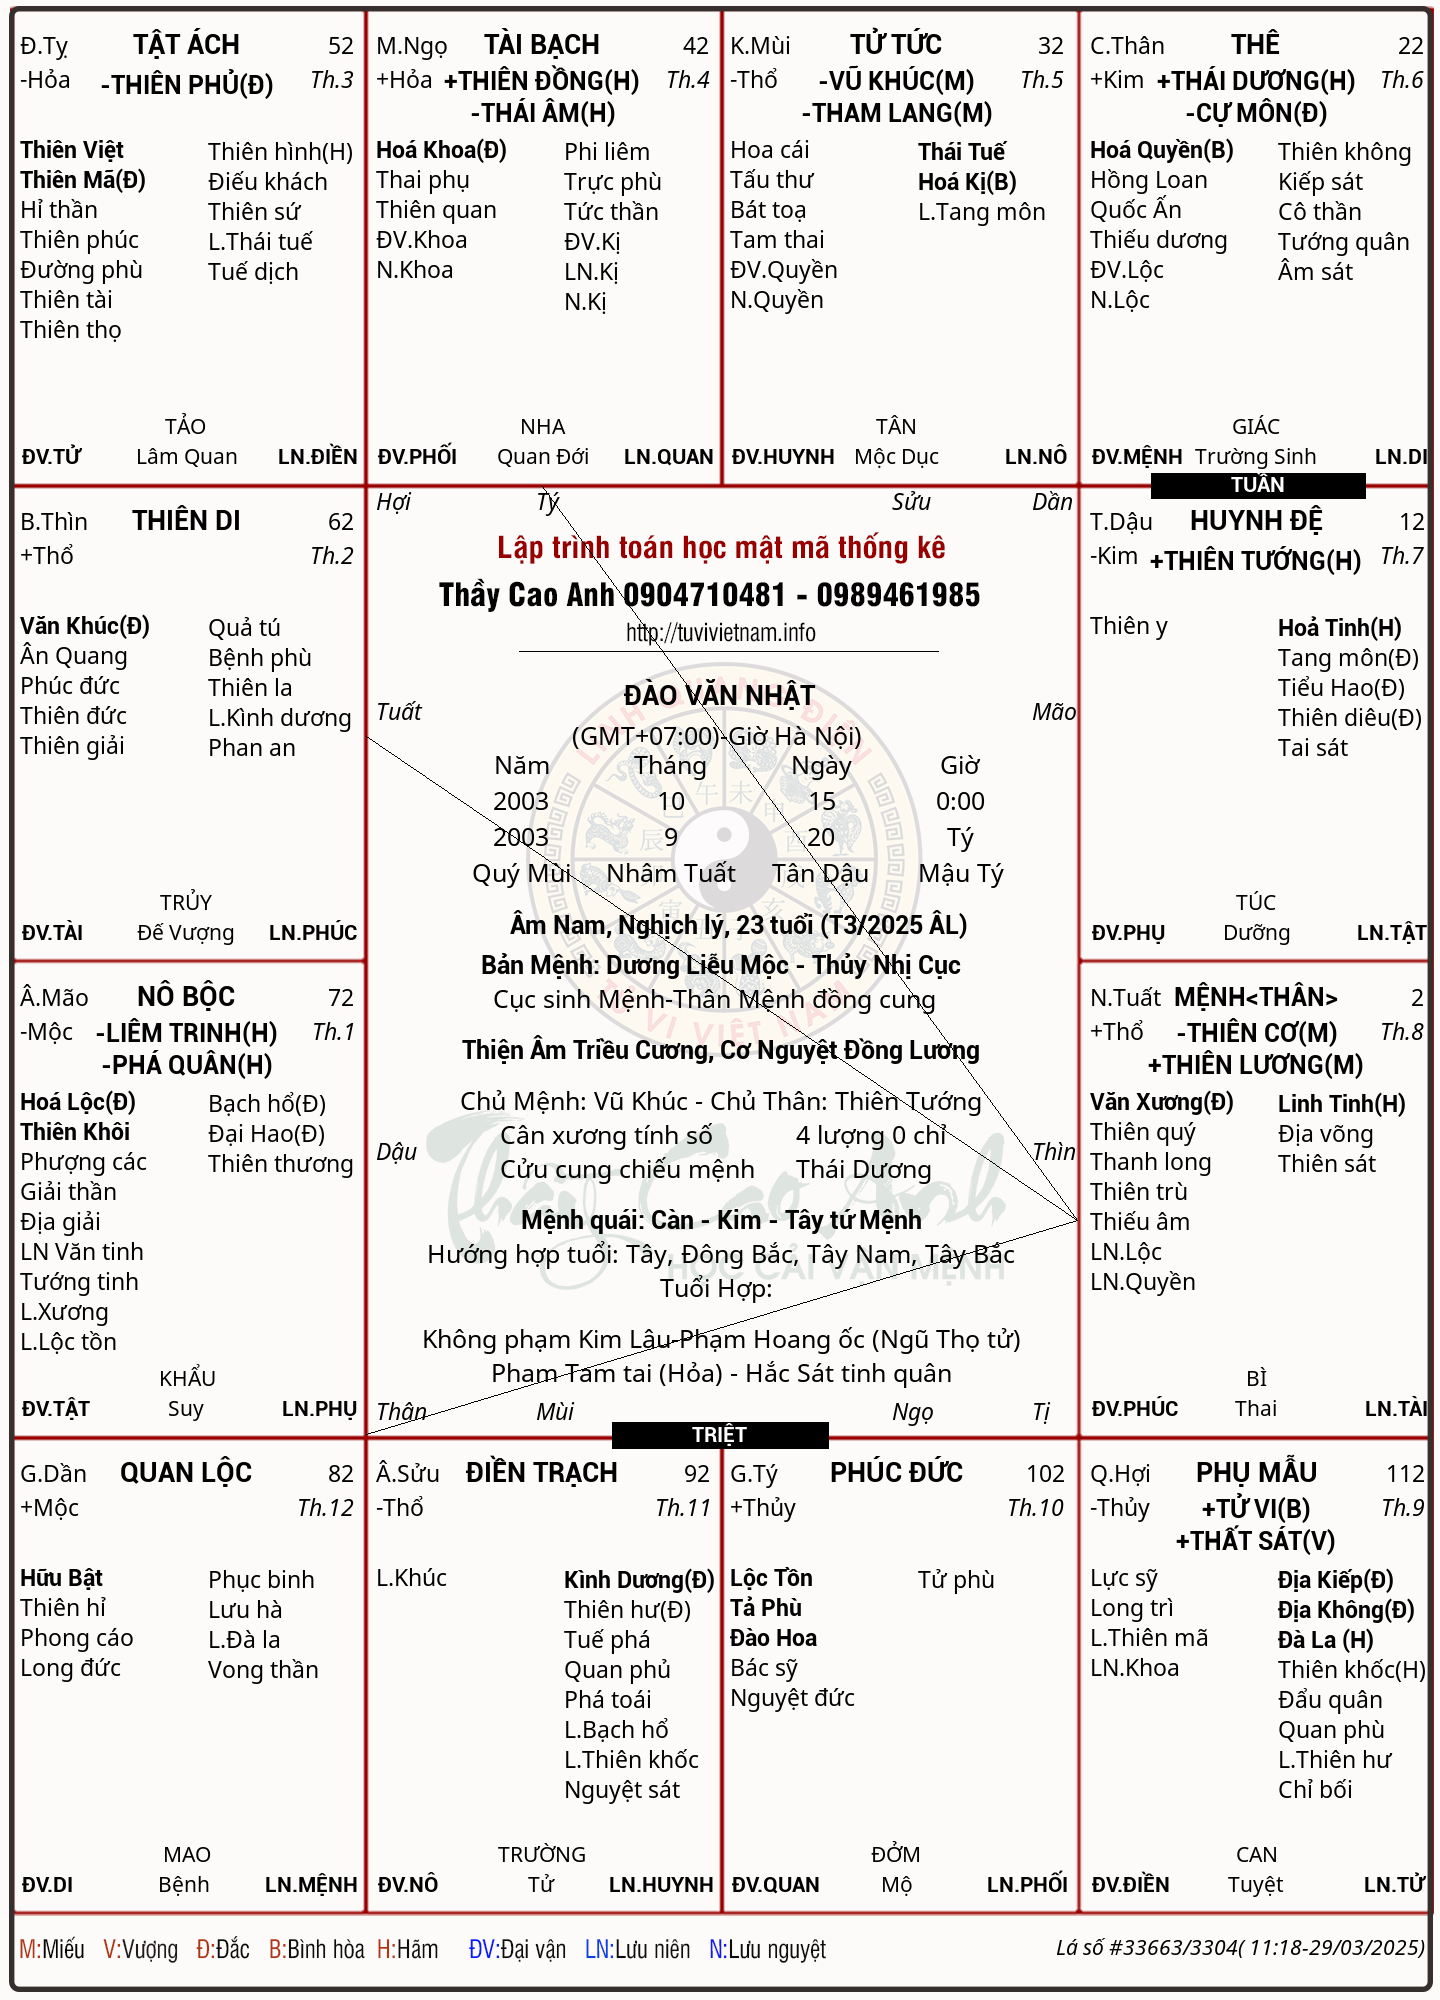 Đ.Tỵ TẬT ÁCH 52
-Hỏa -THIÊN PHỦ(Đ) Th.3
Thiên Việt Thiên hình(H)
Thiên Mã(Đ) Điếu khách
Hỉ thần Thiên sứ
Thiên phúc L.Thái tuế
Đường phù Tuế dịch
Thiên tài
Thiên thọ
TẢO
ĐV.TỬ Lâm Quan LN.ĐIỀN
M.Ngọ TÀI BẠCH 42
+Hỏa +THIÊN ĐỒNG(H) Th.4
-THÁI ÂM(H)
Hoá Khoa(Đ) Phi liêm
Thai phụ Trực phù
Thiên quan Tức thần
ĐV.Khoa ĐV.Kị
N.Khoa LN.Kị
N.Kị
NHA
ĐV.PHỐI Quan Đới LN.QUAN
K.Mùi TỬ TỨC 32
-Thổ -VŨ KHÚC(M) Th.5
-THAM LANG(M)
Hoa cái Thái Tuế
Tấu thư Hoá Kị(B)
Bát toạ L.Tang môn
Tam thai
ĐV.Quyền
N.Quyền
TÂN
ĐV.HUYNH Mộc Dục LN.NÔ
C.Thân THÊ 22
+Kim +THÁI DƯƠNG(H) Th.6
-CỰ MÔN(Đ)
Hoá Quyền(B) Thiên không
Hồng Loan Kiếp sát
Quốc Ấn Cô thần
Thiếu dương Tướng quân
ĐV.Lộc Âm sát
N.Lộc
GIÁC
ĐV.MỆNH Trường Sinh LN.DI
TUẦN
B.Thìn THIÊN DI 62
+Thổ Th.2
Văn Khúc(Đ) Quả tú
Ân Quang Bệnh phù
Phúc đức Thiên la
Thiên đức L.Kình dương
Thiên giải Phan an
TRỦY
ĐV.TÀI Đế Vượng LN.PHÚC
Hợi Tý Sửu Dần
Lập trình toán học mật mã thống kê
Thầy Cao Anh 0904710481 - 0989461985
http://tuvivietnam.info
LINH QUANG ĐIỆN
ĐÀO VĂN NHẬT
Tuất Mão
(GMT+07:00)-Giờ Hà Nội)
Năm Tháng Ngày Giờ
2003 10 15 0:00
2003 9 20 Tý
Quý Mùi Nhâm Tuất Tân Dậu Mậu Tý
Âm Nam, Nghịch lý, 23 tuổi (T3/2025 ÂL)
Bản Mệnh: Dương Liễu Mộc - Thủy Nhị Cục
Cục sinh Mệnh-Thân Mệnh đồng cung
TỬ VI VIỆT NAM
Thiện Âm Triều Cương, Cơ Nguyệt Đồng Lương
Chủ Mệnh: Vũ Khúc - Chủ Thân: Thiên Tướng
Cân xương tính số 4 lượng 0 chỉ
Dậu Thìn
Cửu cung chiếu mệnh Thái Dương
Thầy Cao Anh
Mệnh quái: Càn - Kim - Tây tứ Mệnh
Hướng hợp tuổi: Tây, Đông Bắc, Tây Nam, Tây Bắc
HỌC CẢI VẬN MỆNH
Tuổi Hợp:
Không phạm Kim Lâu-Phạm Hoang ốc (Ngũ Thọ tử)
Phạm Tam tai (Hỏa) - Hắc Sát tinh quân
Thân Mùi Ngọ Tị
TRIỆT
T.Dậu HUYNH ĐỆ 12
-Kim +THIÊN TƯỚNG(H) Th.7
Thiên y Hoả Tinh(H)
Tang môn(Đ)
Tiểu Hao(Đ)
Thiên diêu(Đ)
Tai sát
TÚC
ĐV.PHỤ Dưỡng LN.TẬT
Â.Mão NÔ BỘC 72
-Mộc -LIÊM TRINH(H) Th.1
-PHÁ QUÂN(H)
Hoá Lộc(Đ) Bạch hổ(Đ)
Thiên Khôi Đại Hao(Đ)
Phượng các Thiên thương
Giải thần
Địa giải
LN Văn tinh
Tướng tinh
L.Xương
L.Lộc tồn
KHẨU
ĐV.TẬT Suy LN.PHỤ
N.Tuất MỆNH<THÂN> 2
+Thổ -THIÊN CƠ(M) Th.8
+THIÊN LƯƠNG(M)
Văn Xương(Đ) Linh Tinh(H)
Thiên quý Địa võng
Thanh long Thiên sát
Thiên trù
Thiếu âm
LN.Lộc
LN.Quyền
BÌ
ĐV.PHÚC Thai LN.TÀI
G.Dần QUAN LỘC 82
+Mộc Th.12
Hữu Bật Phục binh
Thiên hỉ Lưu hà
Phong cáo L.Đà la
Long đức Vong thần
MAO
ĐV.DI Bệnh LN.MỆNH
Â.Sửu ĐIỀN TRẠCH 92
-Thổ Th.11
L.Khúc Kình Dương(Đ)
Thiên hư(Đ)
Tuế phá
Quan phủ
Phá toái
L.Bạch hổ
L.Thiên khốc
Nguyệt sát
TRƯỜNG
ĐV.NÔ Tử LN.HUYNH
G.Tý PHÚC ĐỨC 102
+Thủy Th.10
Lộc Tồn Tử phù
Tả Phù
Đào Hoa
Bác sỹ
Nguyệt đức
ĐỞM
ĐV.QUAN Mộ LN.PHỐI
Q.Hợi PHỤ MẪU 112
-Thủy +TỬ VI(B) Th.9
+THẤT SÁT(V)
Lực sỹ Địa Kiếp(Đ)
Long trì Địa Không(Đ)
L.Thiên mã Đà La (H)
LN.Khoa Thiên khốc(H)
Đẩu quân
Quan phù
L.Thiên hư
Chỉ bối
CAN
ĐV.ĐIỀN Tuyệt LN.TỬ
M:Miếu V:Vượng Đ:Đắc B:Bình hòa H:Hãm ĐV:Đại vận LN:Lưu niên N:Lưu nguyệt Lá số #33663/3304( 11:18-29/03/2025)